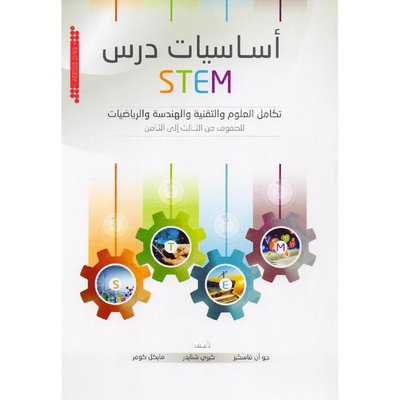 أساسيات درس
STEM
تكامل العلوم والتقنية والهندسة والرياضيات
للصفوف من الثالث إلى الثامن
M
T
E
S
تأليف:
جو آن فاسكيز كيري شنايدر مايكل كومر